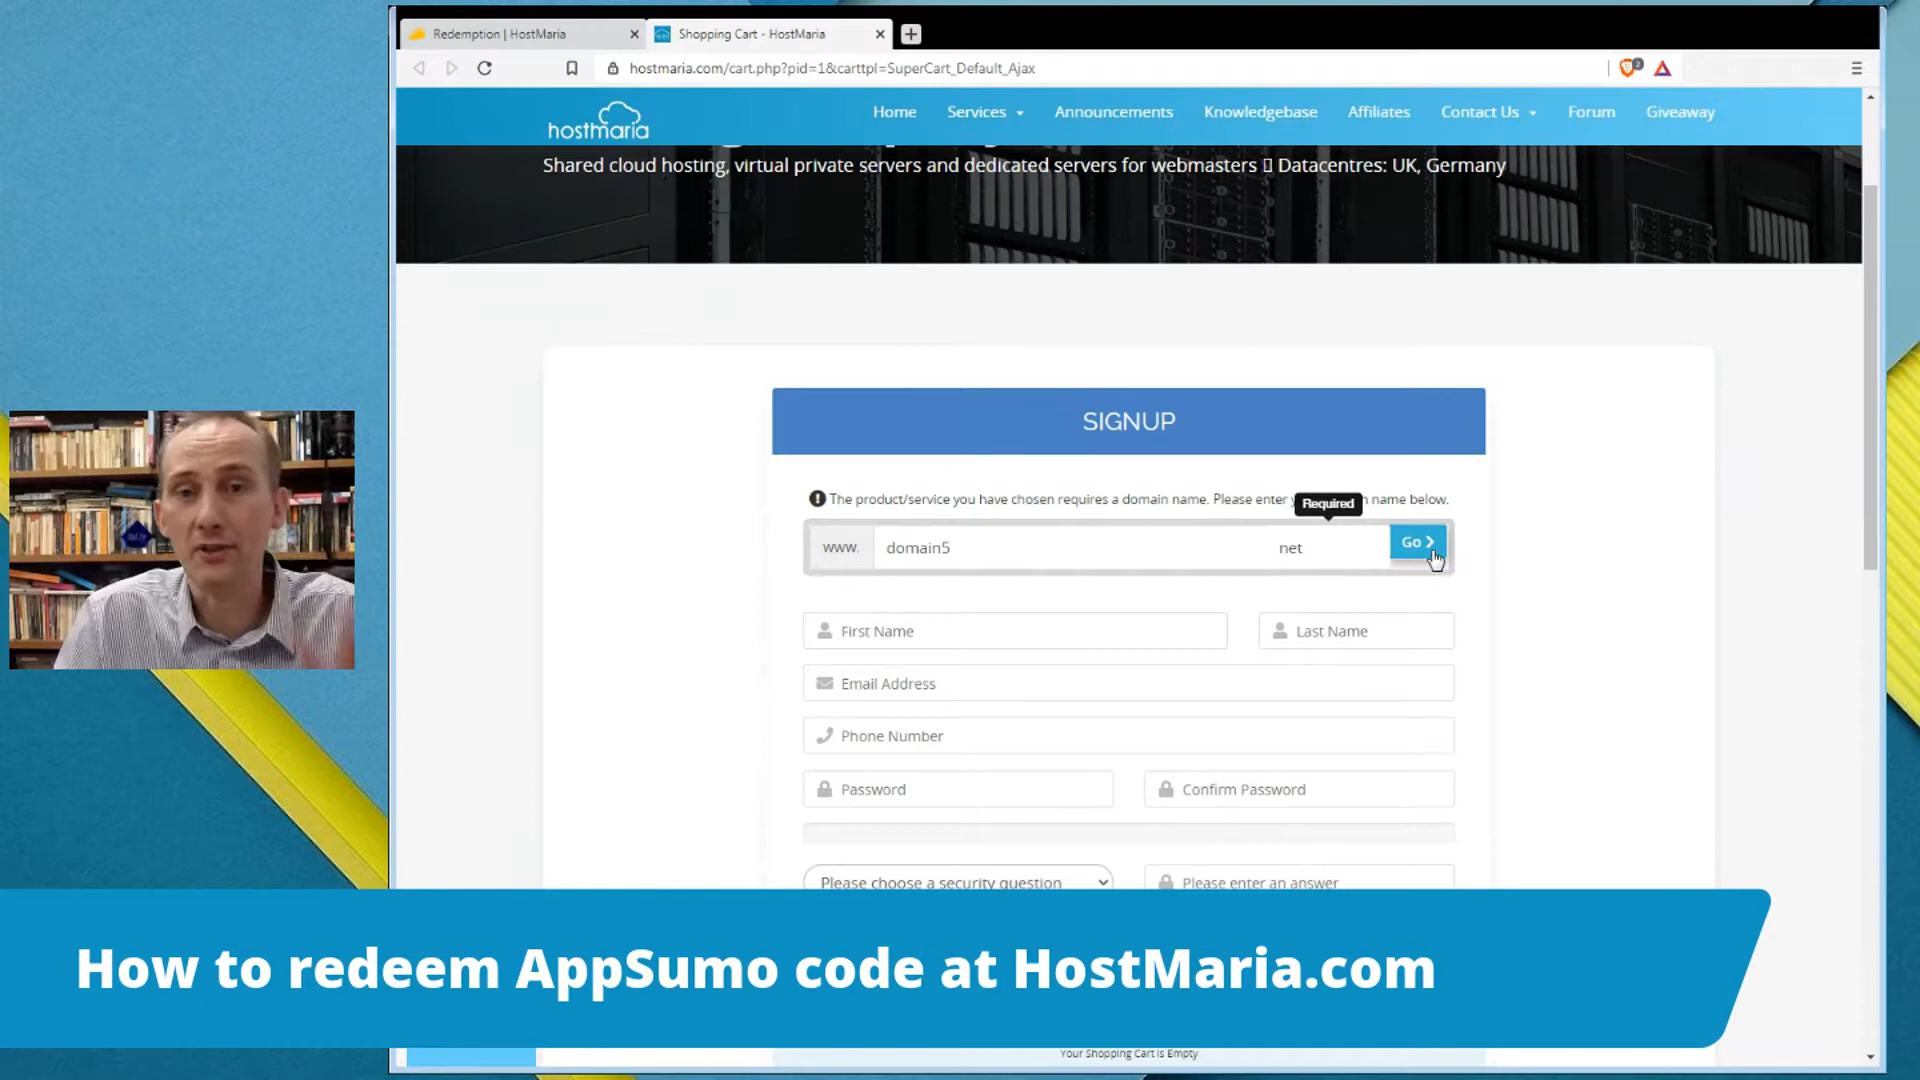 Redemption | HostMaria
Shopping Cart - HostMaria
hostmaria.com/cart.php?pid=1&carttpl=SuperCart_Default_Ajax
2
hostmaria
Home
Services
Announcements
Knowledgebase
Affiliates
Contact Us
Forum
Giveaway
Shared cloud hosting, virtual private servers and dedicated servers for webmasters Datacentres: UK, Germany
SIGNUP
The product/service you have chosen requires a domain name. Please enter name below.
Required
www.
domain5
net
Go
First Name
Last Name
Email Address
Phone Number
Password
Confirm Password
Please choose a security question
Please enter an answer
How to redeem AppSumo code at HostMaria.com
Your Shopping Cart Is Empty